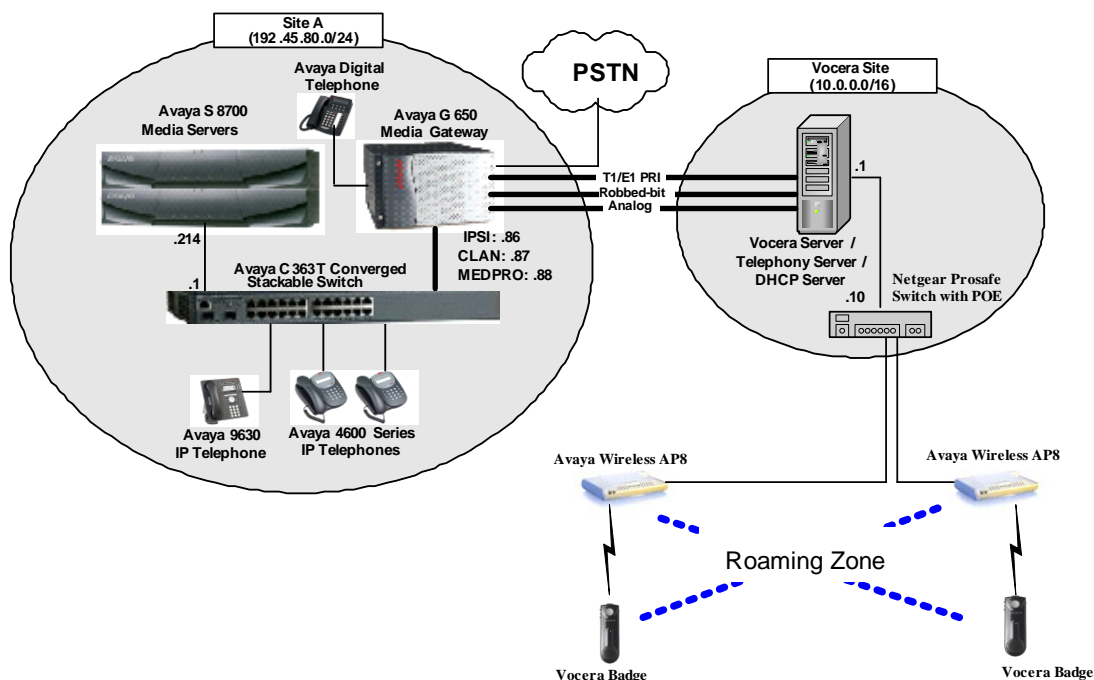 Site A
(192.45.80.0/24)
Avaya Digital
Telephone
Avaya S 8700
Media Servers
Avaya G 650
Media Gateway
PSTN
Vocera Site
(10.0.0.0/16)
T1/E1 PRI
Robbed-bit
Analog
.1
.214
IPSI: .86
CLAN: .87
MEDPRO: .88
Vocera Server /
Telephony Server /
DHCP Server
.1
Avaya C 363T Converged
Stackable Switch
.10
Netgear Prosafe
Switch with POE
Avaya 9630
IP Telephone
Avaya 4600 Series
IP Telephones
Avaya Wireless AP8
Avaya Wireless AP8
Roaming Zone
Vocera Badge
Vocera Badge